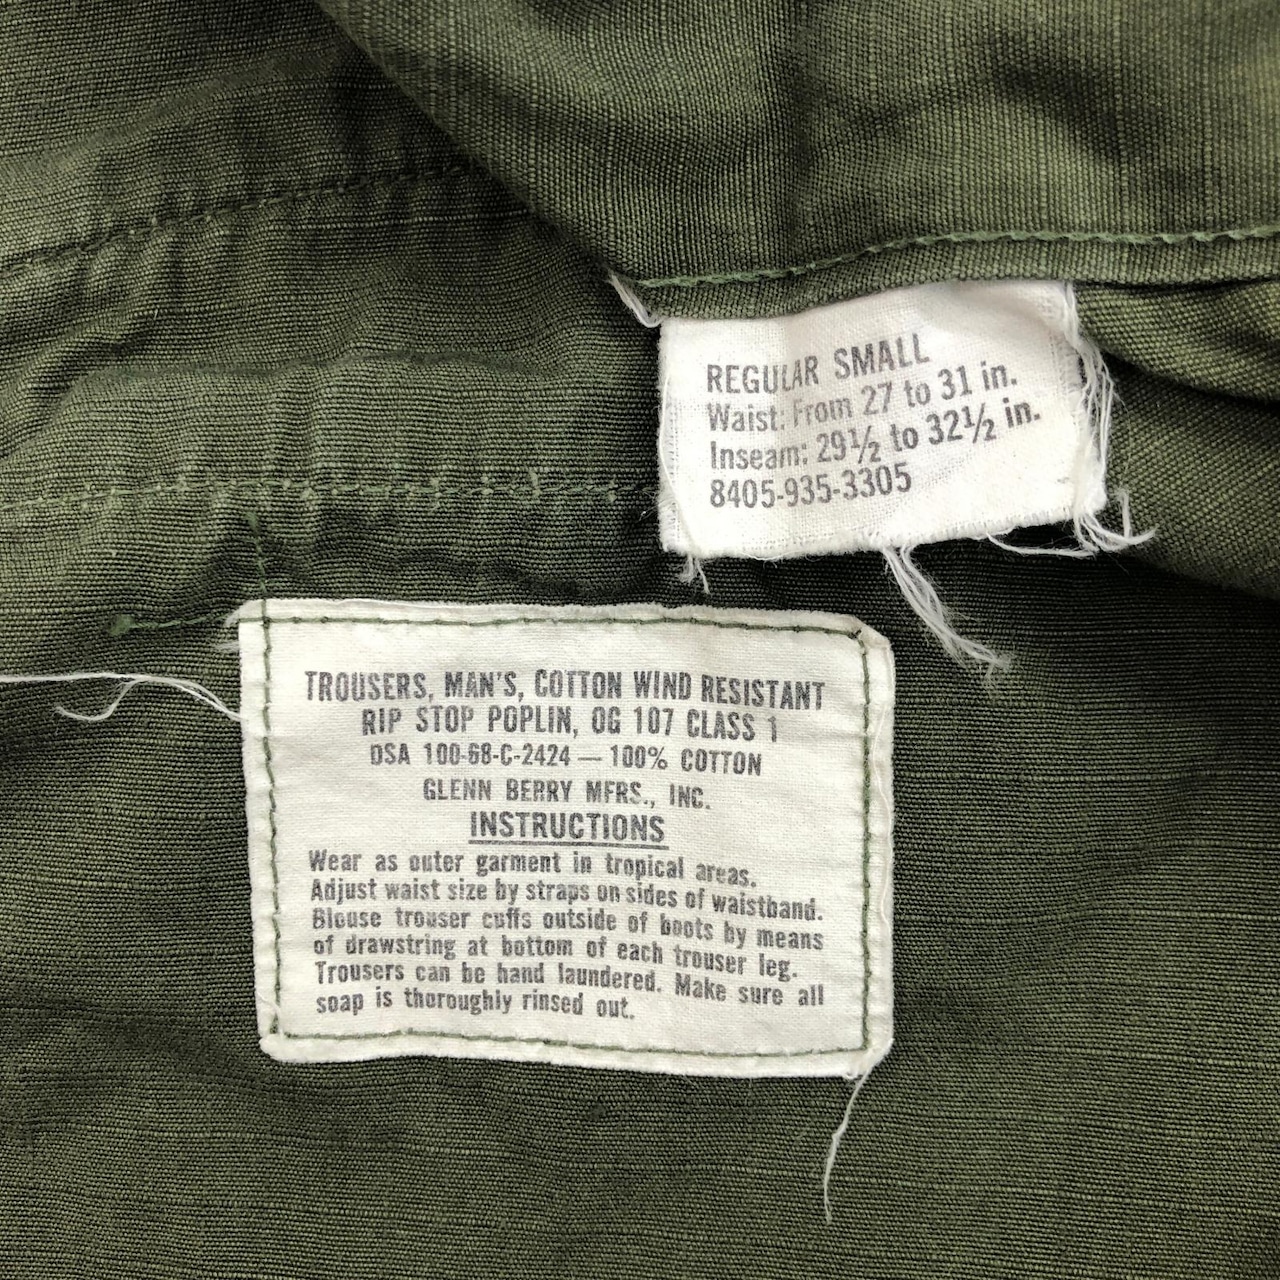 REGULAR SMALL
Waist: From 27 to 31 in.
Inseam: 29½ to 32½ in.
8405-935-3305
TROUSERS, MAN'S, COTTON WIND RESISTANT
RIP STOP POPLIN, OG 107 CLASS 1
DSA 100-68-C-2424 — 100% COTTON
GLENN BERRY MFRS., INC.
INSTRUCTIONS
Wear as outer garment in tropical areas.
Adjust waist size by straps on sides of waistband.
Blouse trouser cuffs outside of boots by means
of drawstring at bottom of each trouser leg.
Trousers can be hand laundered. Make sure all
soap is thoroughly rinsed out.